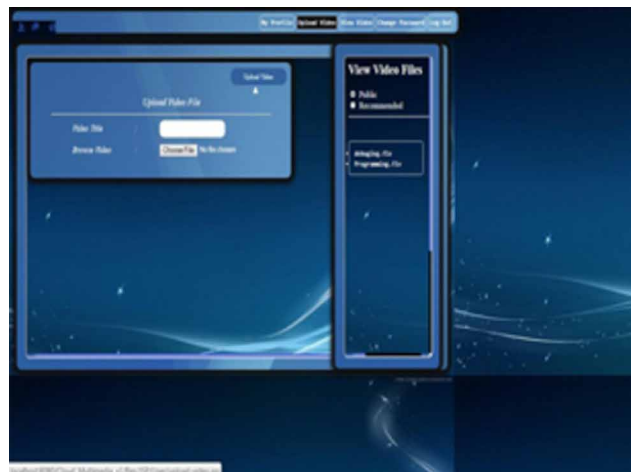 My Profile Upload Video View Video Change Password Log Out
Upload Video
Upload Video File
Video Title :
Browse Video : Choose File No file chosen
View Video Files
Public
Recommended
debuging.flv
Programming.flv